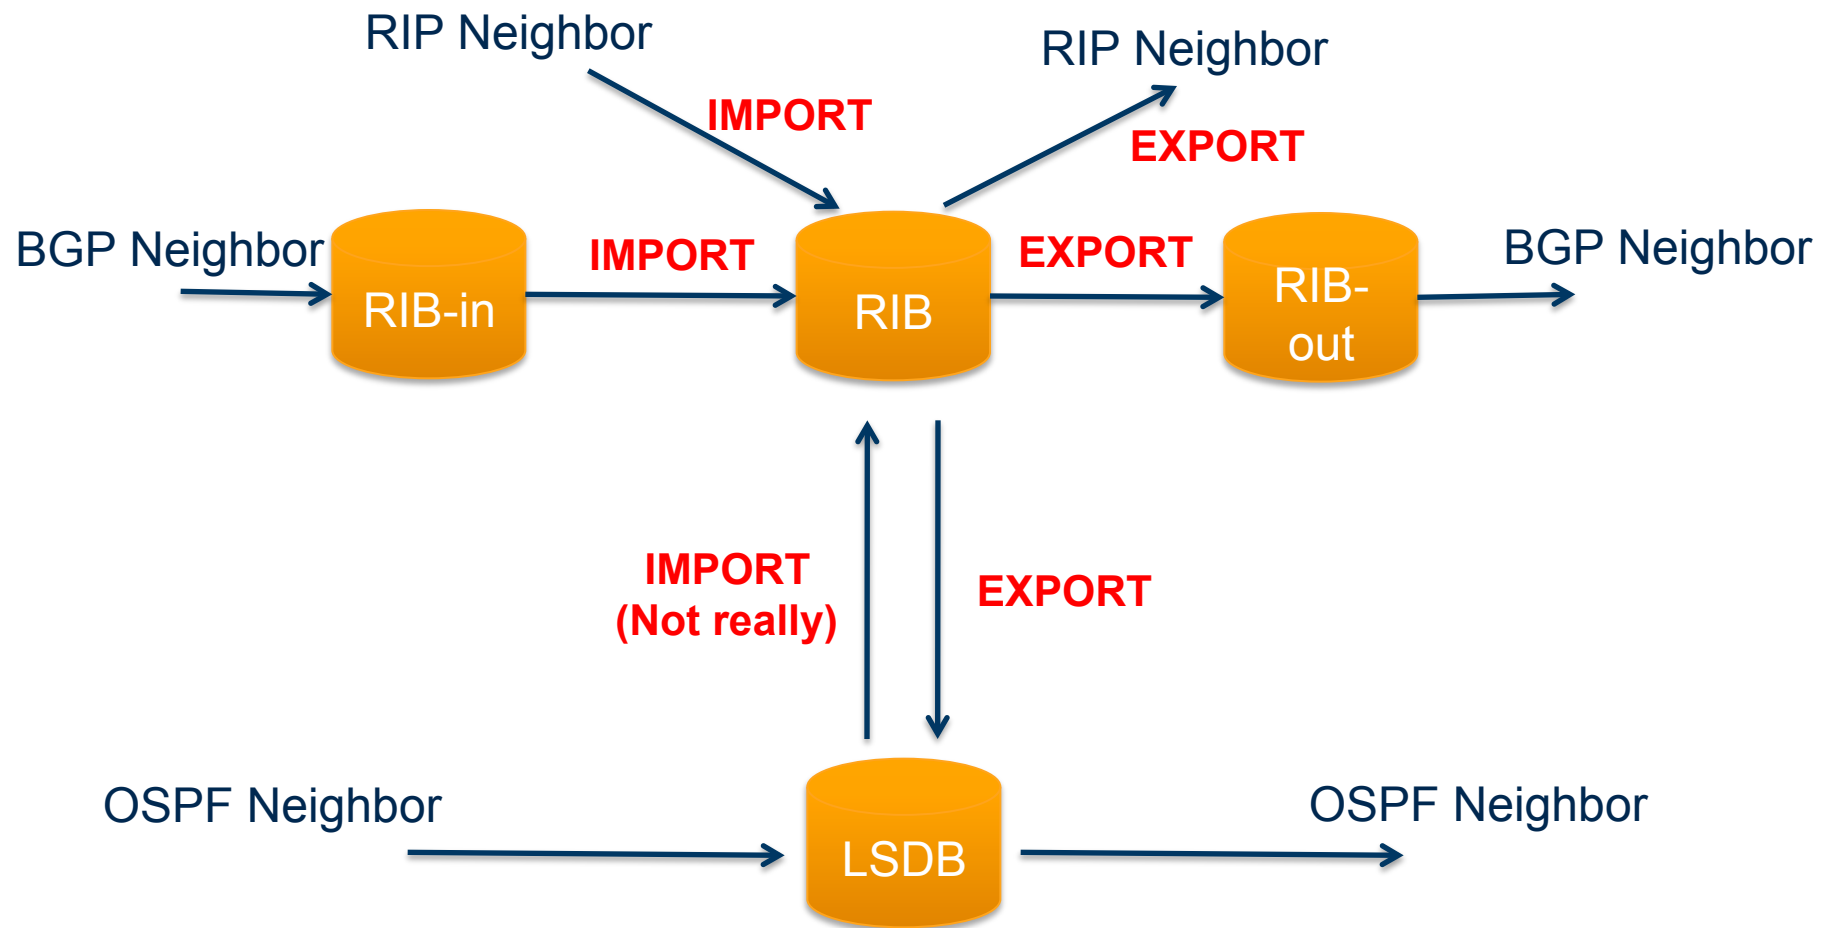 RIP Neighbor
RIP Neighbor
IMPORT
EXPORT
BGP Neighbor
IMPORT
EXPORT
BGP Neighbor
RIB-in
RIB
RIB-
out
IMPORT
(Not really)
EXPORT
OSPF Neighbor
OSPF Neighbor
LSDB